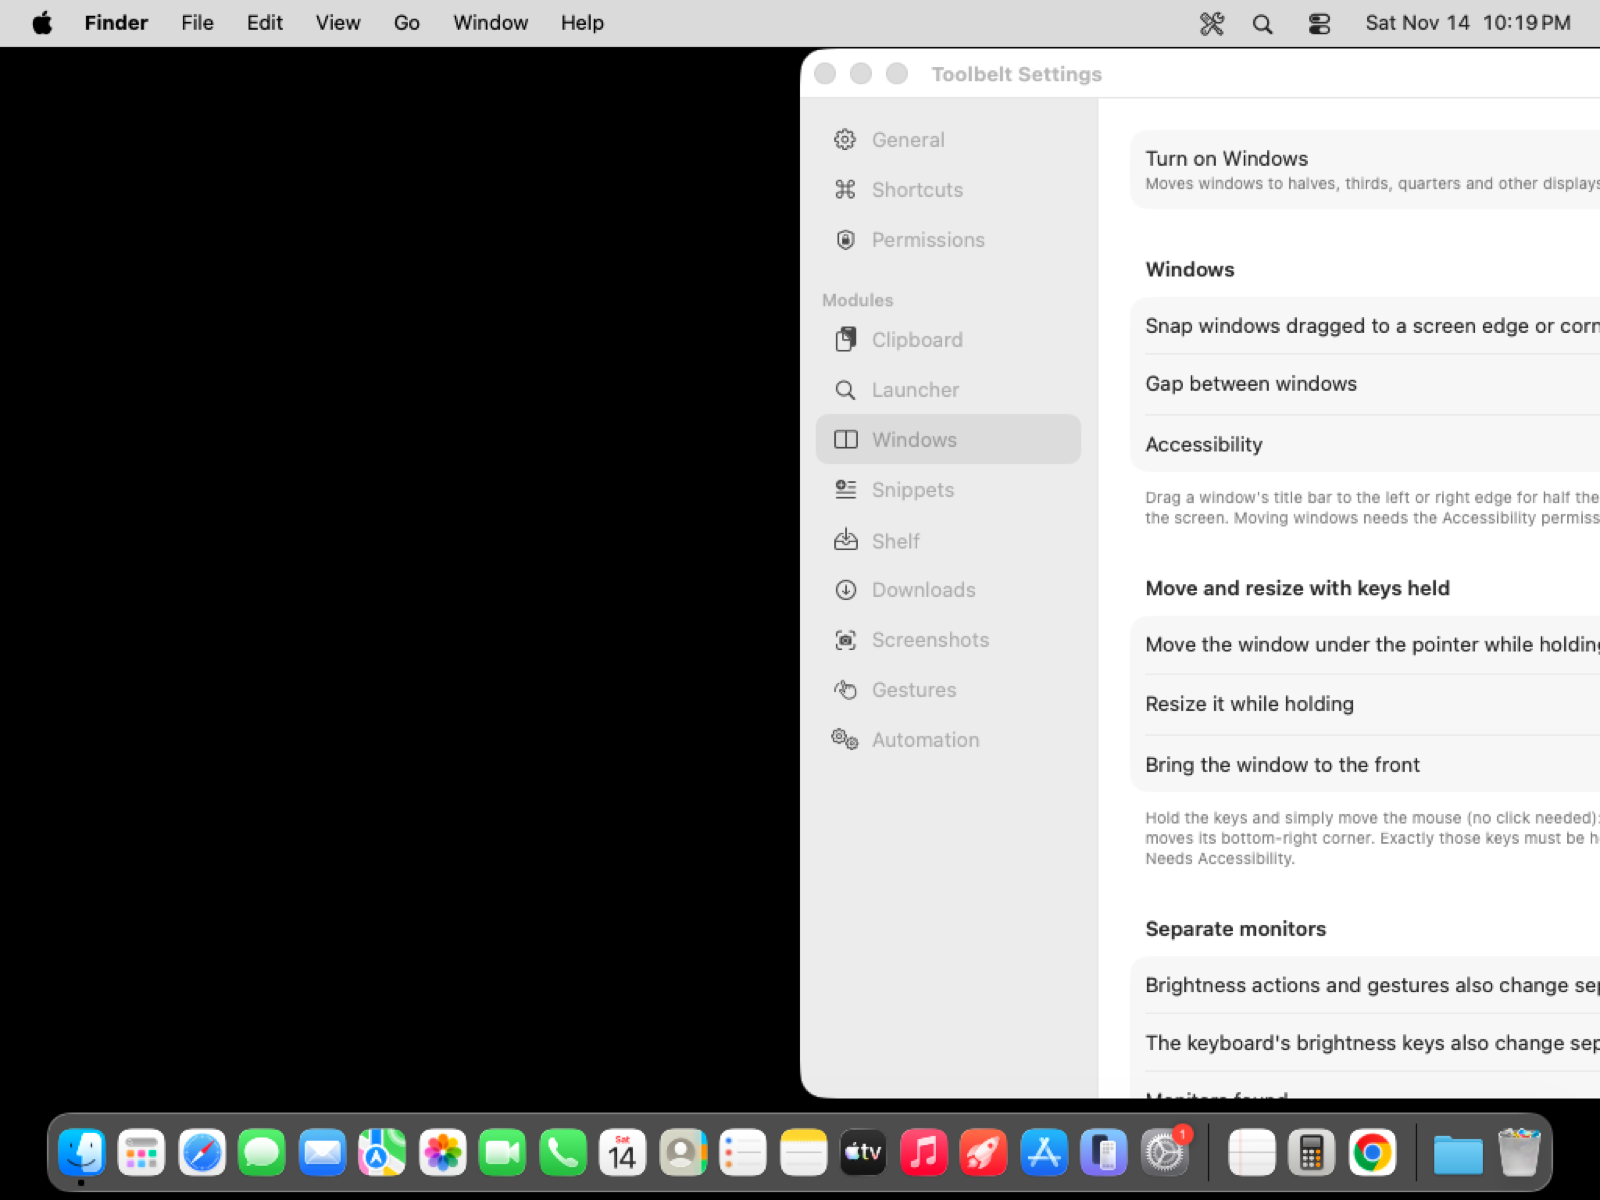 Finder File Edit View Go Window Help Sat Nov 14 10:19 PM
Toolbelt Settings
General
Shortcuts
Permissions
Modules
Clipboard
Launcher
Windows
Snippets
Shelf
Downloads
Screenshots
Gestures
Automation
Turn on Windows
Moves windows to halves, thirds, quarters and other displays
Windows
Snap windows dragged to a screen edge or corn
Gap between windows
Accessibility
Drag a window's title bar to the left or right edge for half the
the screen. Moving windows needs the Accessibility permiss
Move and resize with keys held
Move the window under the pointer while holding
Resize it while holding
Bring the window to the front
Hold the keys and simply move the mouse (no click needed):
moves its bottom-right corner. Exactly those keys must be h
Needs Accessibility.
Separate monitors
Brightness actions and gestures also change sep
The keyboard's brightness keys also change sep
Monitors found
Sat
14
tv
1